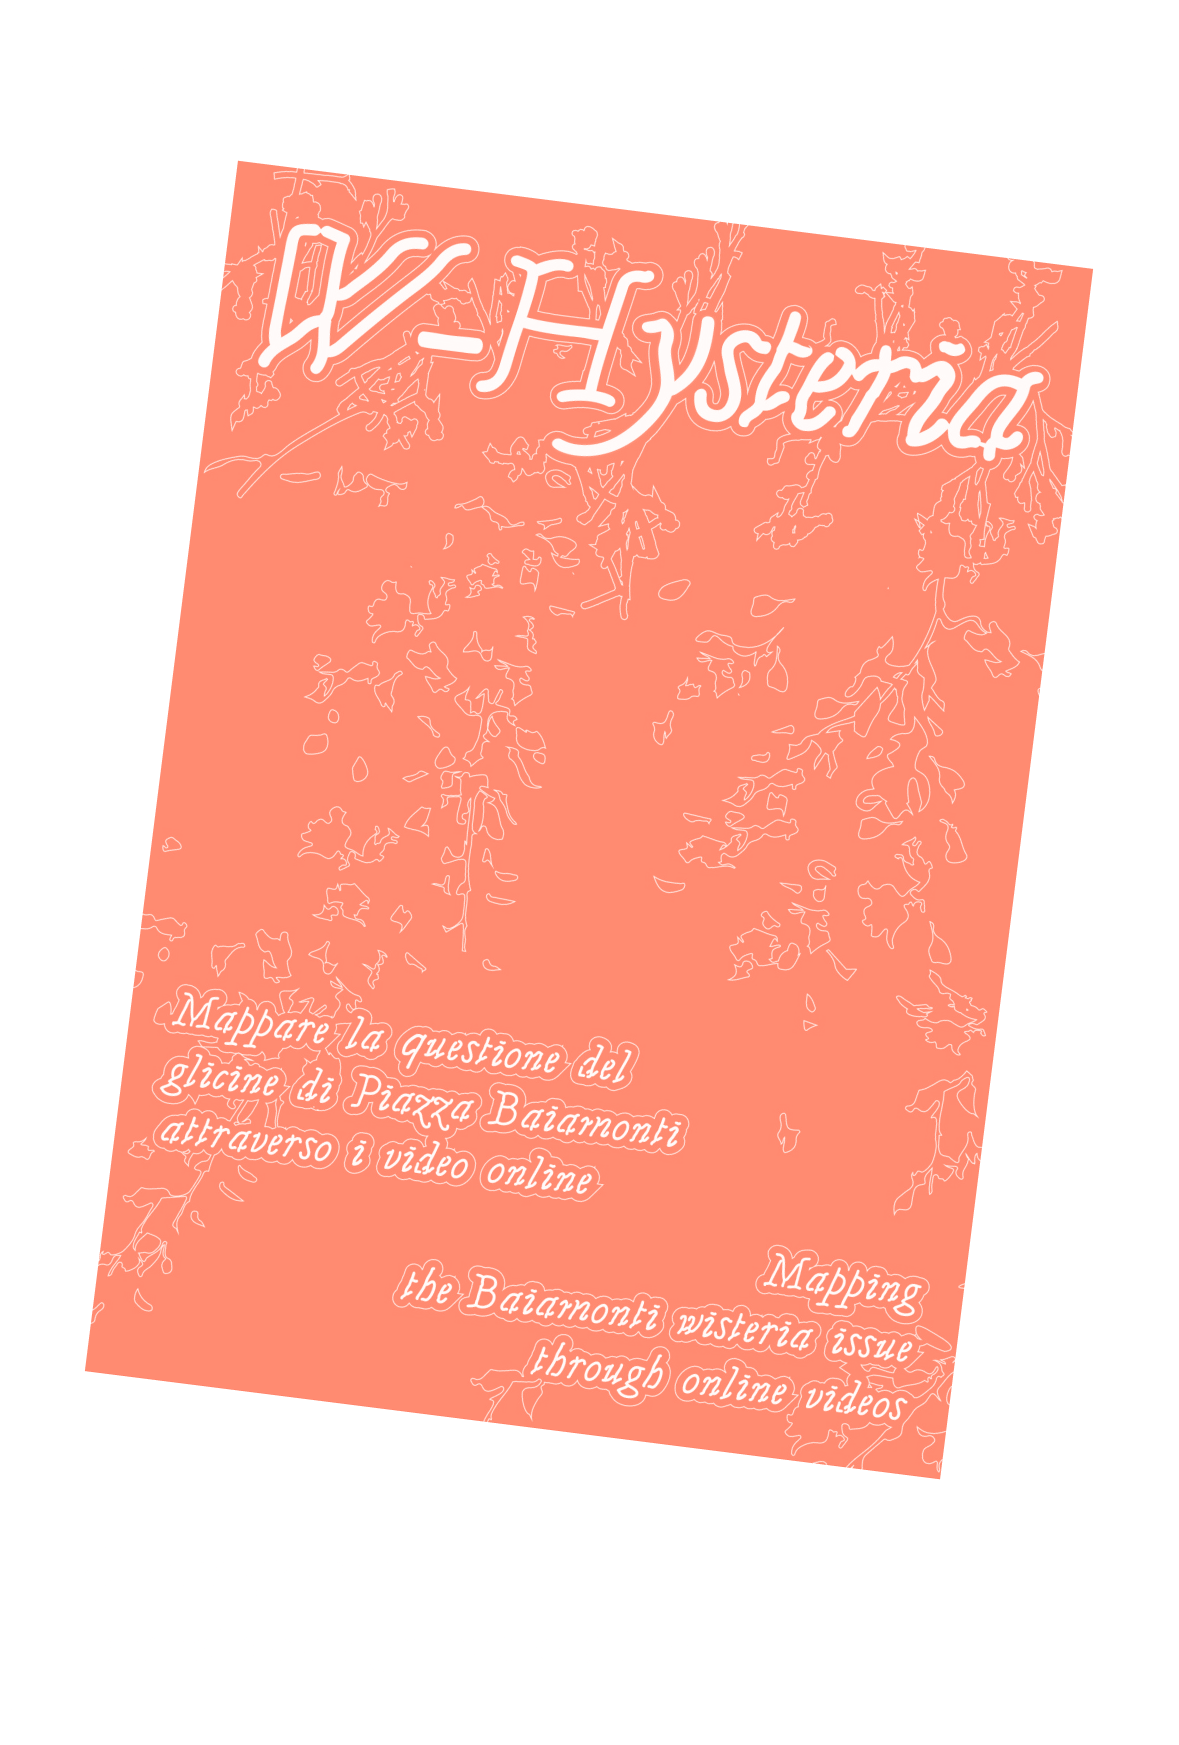 W-Hysteria
Mappare la questione del
glicine di Piazza Baiamonti
attraverso i video online
Mapping
the Baiamonti wisteria issue
through online videos